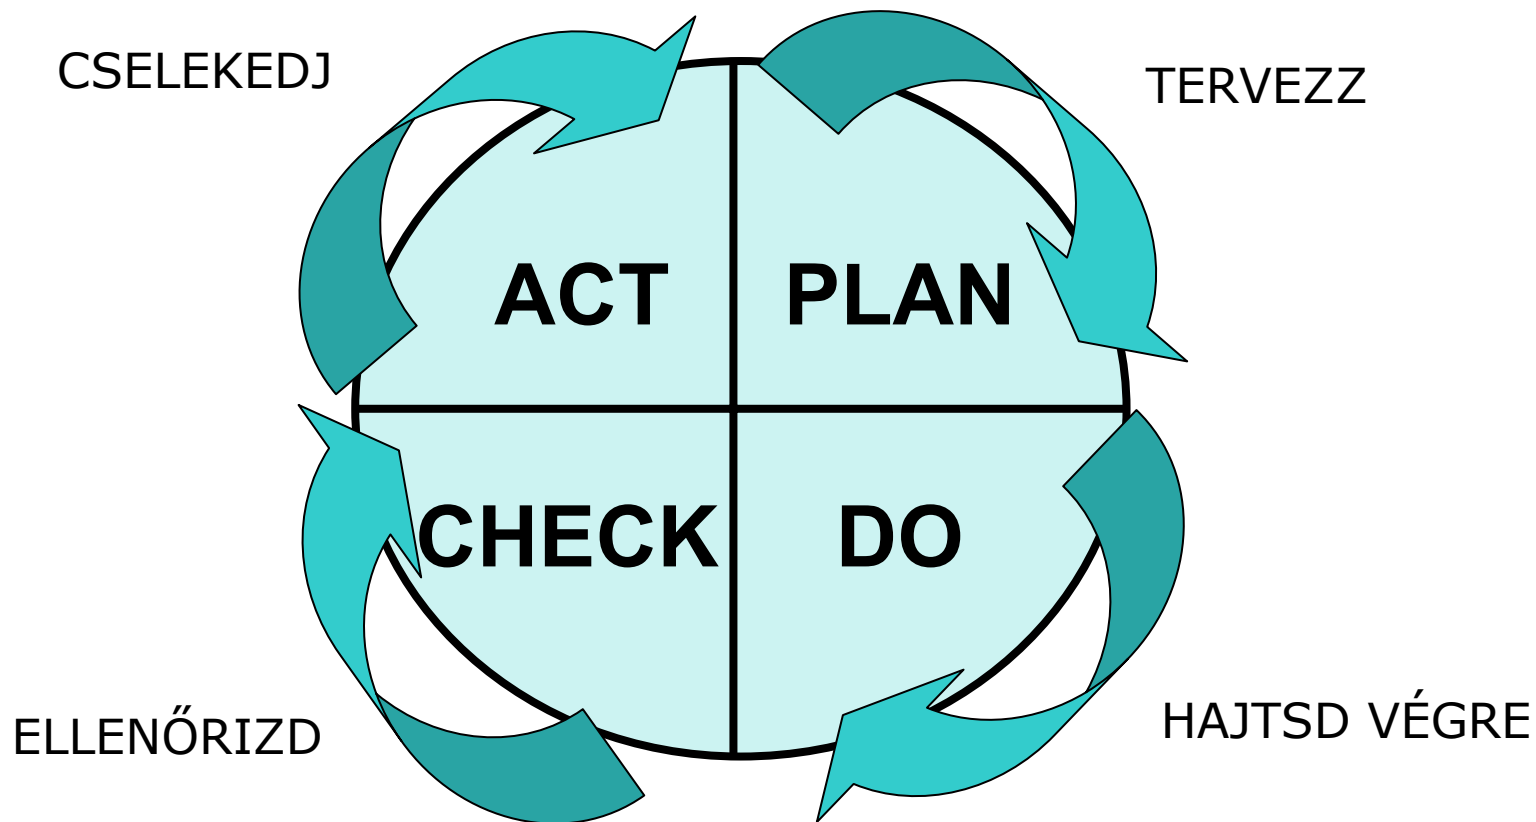 CSELEKEDJ
TERVEZZ
ACT
PLAN
CHECK
DO
ELLENŐRIZD
HAJTSD VÉGRE